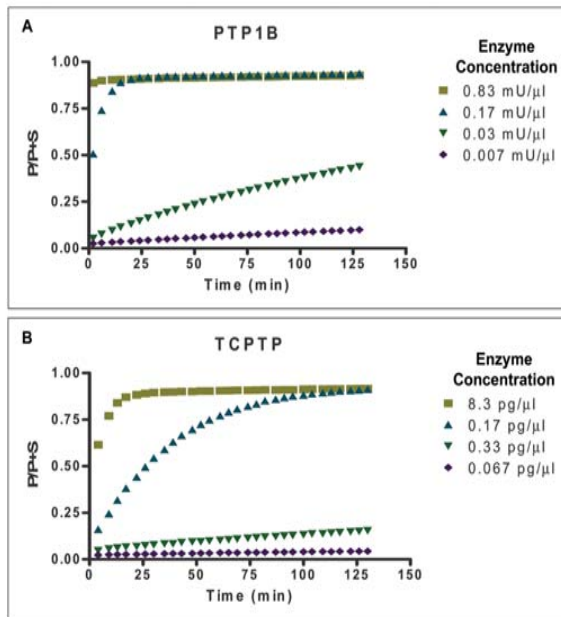 A
PTP1B
Enzyme
Concentration
0.83 mU/µl
0.17 mU/µl
0.03 mU/µl
0.007 mU/µl
P/P+S
1.00
0.75
0.50
0.25
0.00
0 25 50 75 100 125 150
Time (min)
B
TCPTP
Enzyme
Concentration
8.3 pg/µl
0.17 pg/µl
0.33 pg/µl
0.067 pg/µl
P/P+S
1.00
0.75
0.50
0.25
0.00
0 25 50 75 100 125 150
Time (min)